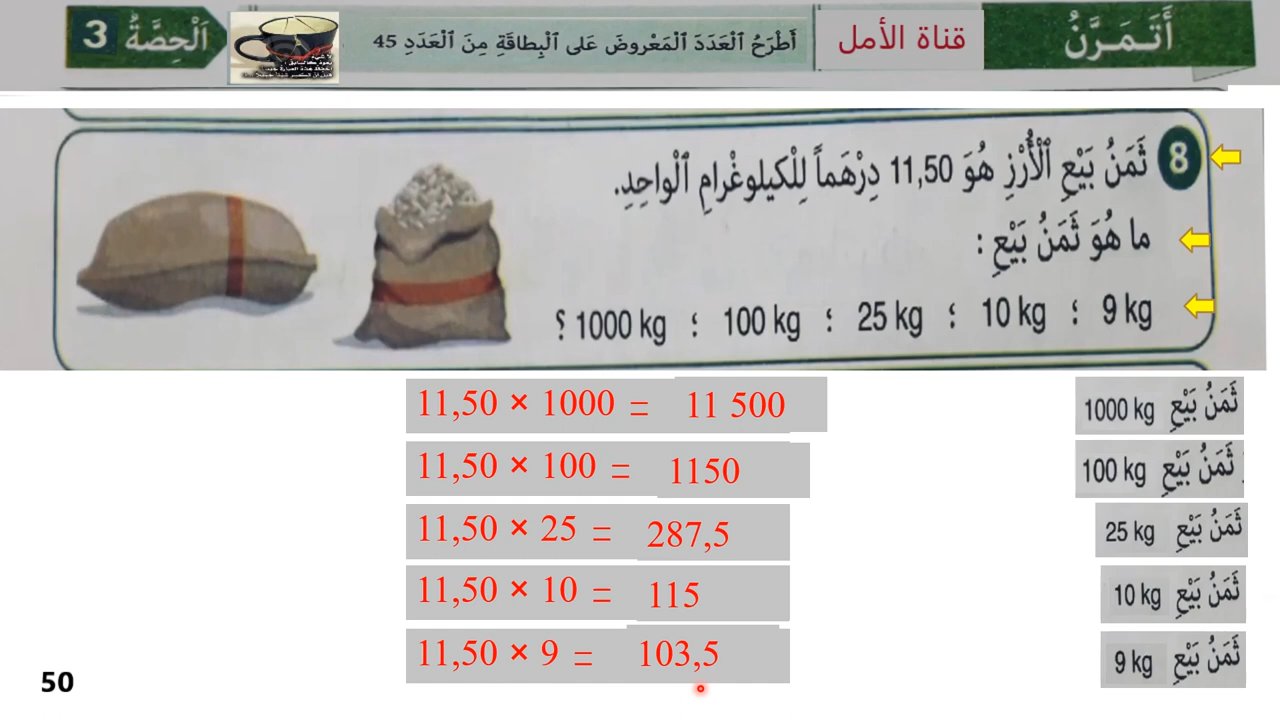 أَتَمَرَّنُ
قناة الأمل
أَطْرَحُ ٱلْعَدَدَ ٱلْمَعْروضَ عَلى ٱلْبِطاقَةِ مِنَ ٱلْعَدَدِ 45
اَلْحِصَّةُ 3
8 ثَمَنُ بَيْعِ ٱلْأُرْزِ هُوَ 11,50 دِرْهَماً لِلْكيلوغْرامِ ٱلْواحِدِ.
ما هُوَ ثَمَنُ بَيْعِ :
9 kg ؛ 10 kg ؛ 25 kg ؛ 100 kg ؛ 1000 kg ؟
ثَمَنُ بَيْعِ 1000 kg
11,50 × 1000 = 11 500
ثَمَنُ بَيْعِ 100 kg
11,50 × 100 = 1150
ثَمَنُ بَيْعِ 25 kg
11,50 × 25 = 287,5
ثَمَنُ بَيْعِ 10 kg
11,50 × 10 = 115
ثَمَنُ بَيْعِ 9 kg
11,50 × 9 = 103,5
50